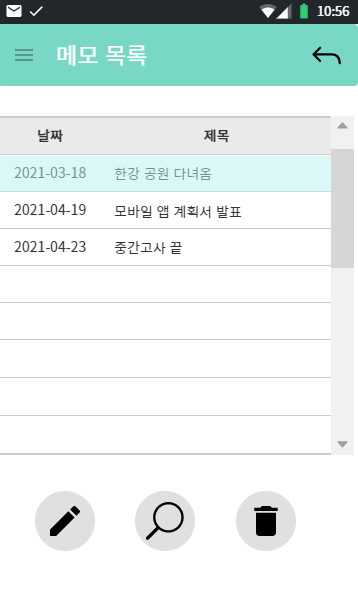 10:56
메모 목록
날짜 제목
2021-03-18 한강 공원 다녀옴
2021-04-19 모바일 앱 계획서 발표
2021-04-23 중간고사 끝